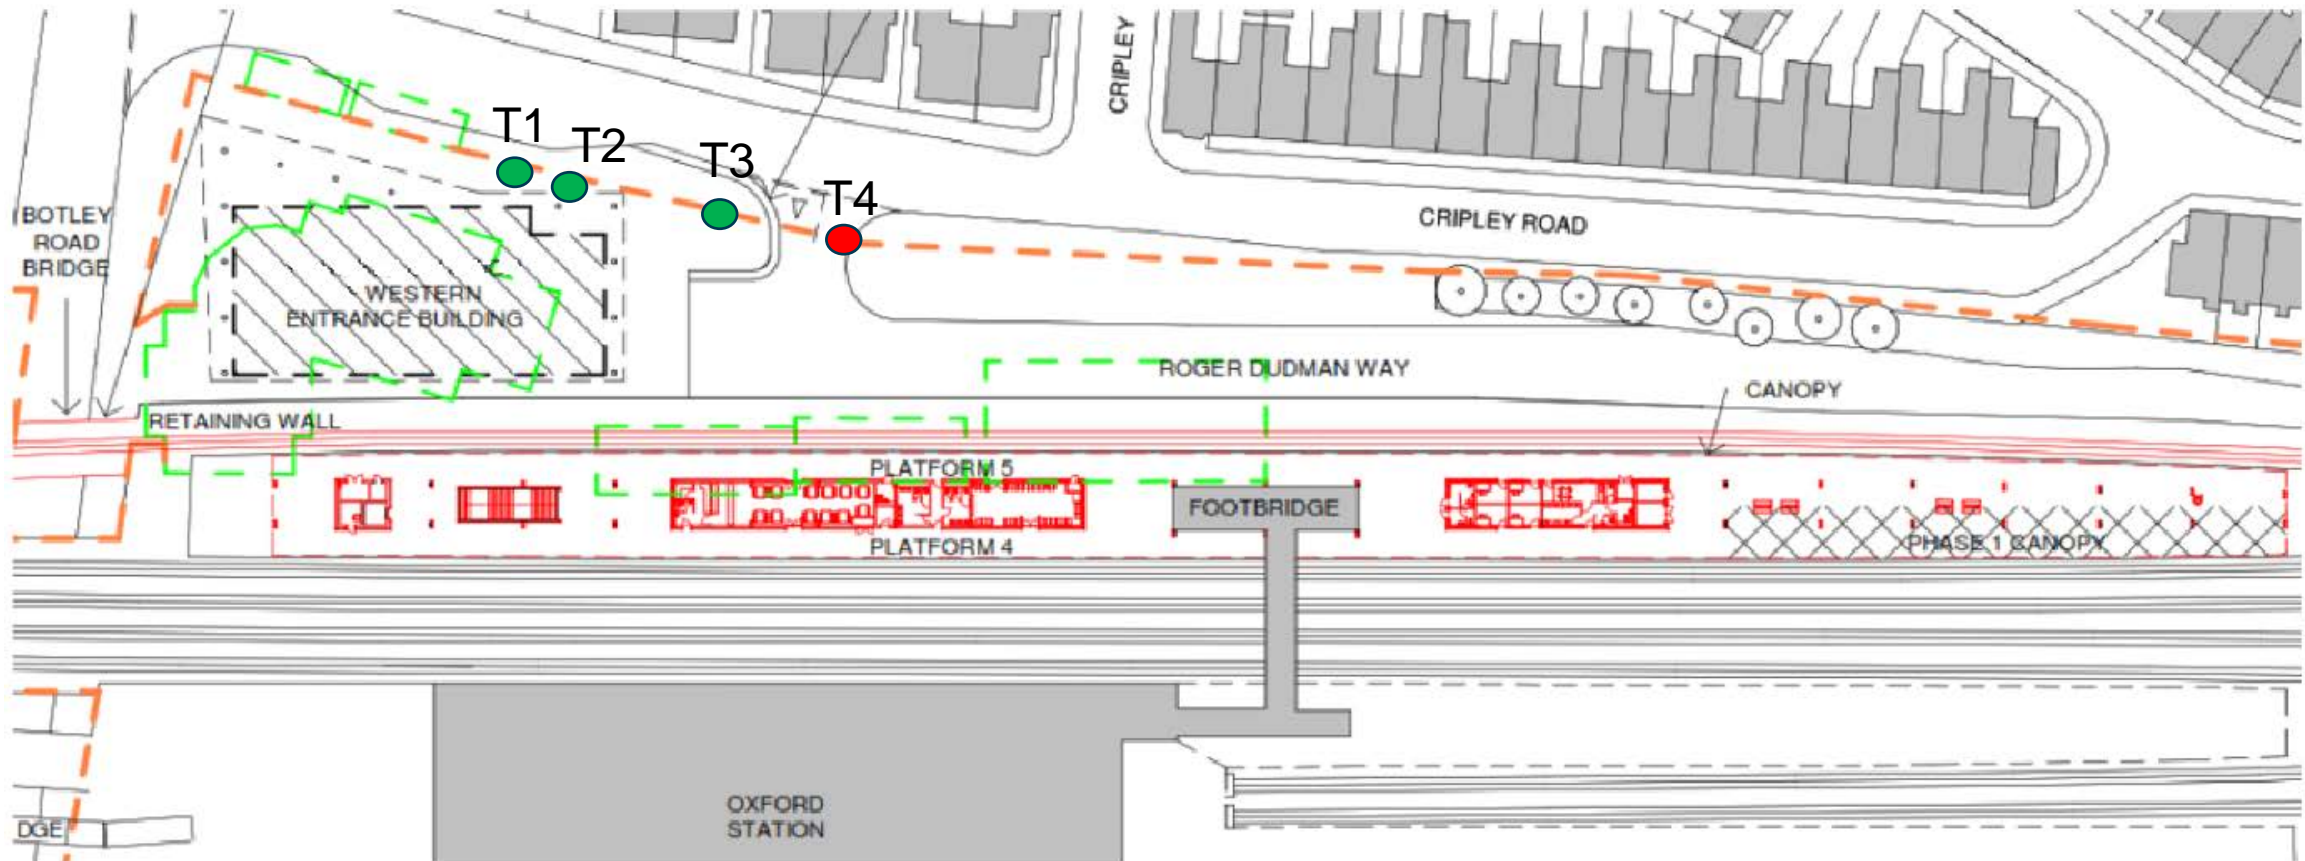 CRIPLEY
T1
T2
T3
T4
BOTLEY
ROAD
BRIDGE
CRIPLEY ROAD
WESTERN
ENTRANCE BUILDING
ROGER DUDMAN WAY
CANOPY
RETAINING WALL
PLATFORM 5
FOOTBRIDGE
PLATFORM 4
PHASE 1 CANOPY
OXFORD
STATION
DGE